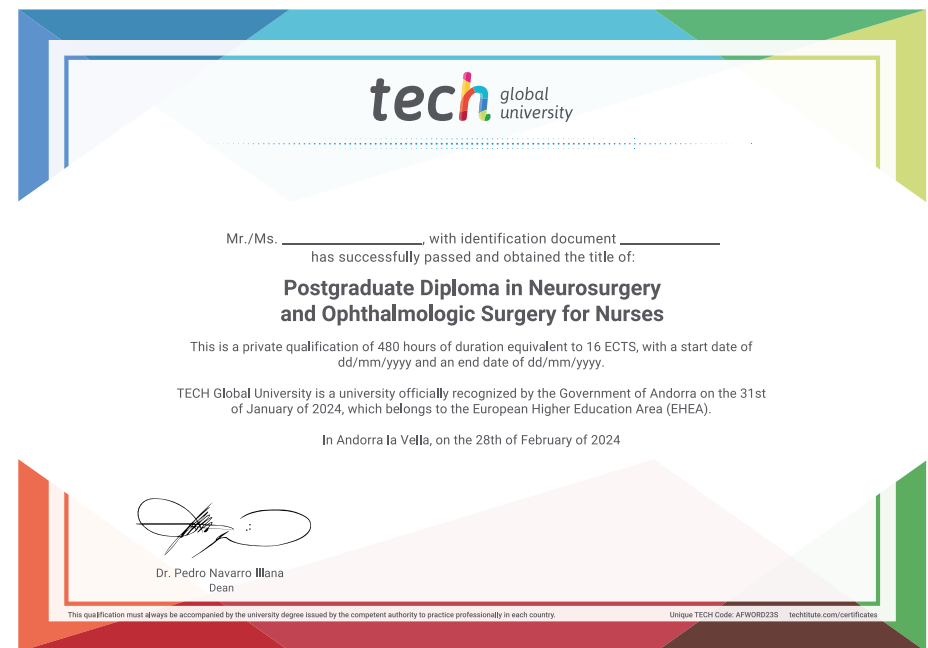 tech global
university
Mr./Ms. ____________, with identification document ____________
has successfully passed and obtained the title of:
Postgraduate Diploma in Neurosurgery
and Ophthalmologic Surgery for Nurses
This is a private qualification of 480 hours of duration equivalent to 16 ECTS, with a start date of
dd/mm/yyyy and an end date of dd/mm/yyyy.
TECH Global University is a university officially recognized by the Government of Andorra on the 31st
of January of 2024, which belongs to the European Higher Education Area (EHEA).
In Andorra la Vella, on the 28th of February of 2024
Dr. Pedro Navarro Illana
Dean
This qualification must always be accompanied by the university degree issued by the competent authority to practice professionally in each country.
Unique TECH Code: AFWORD23S techtitute.com/certificates